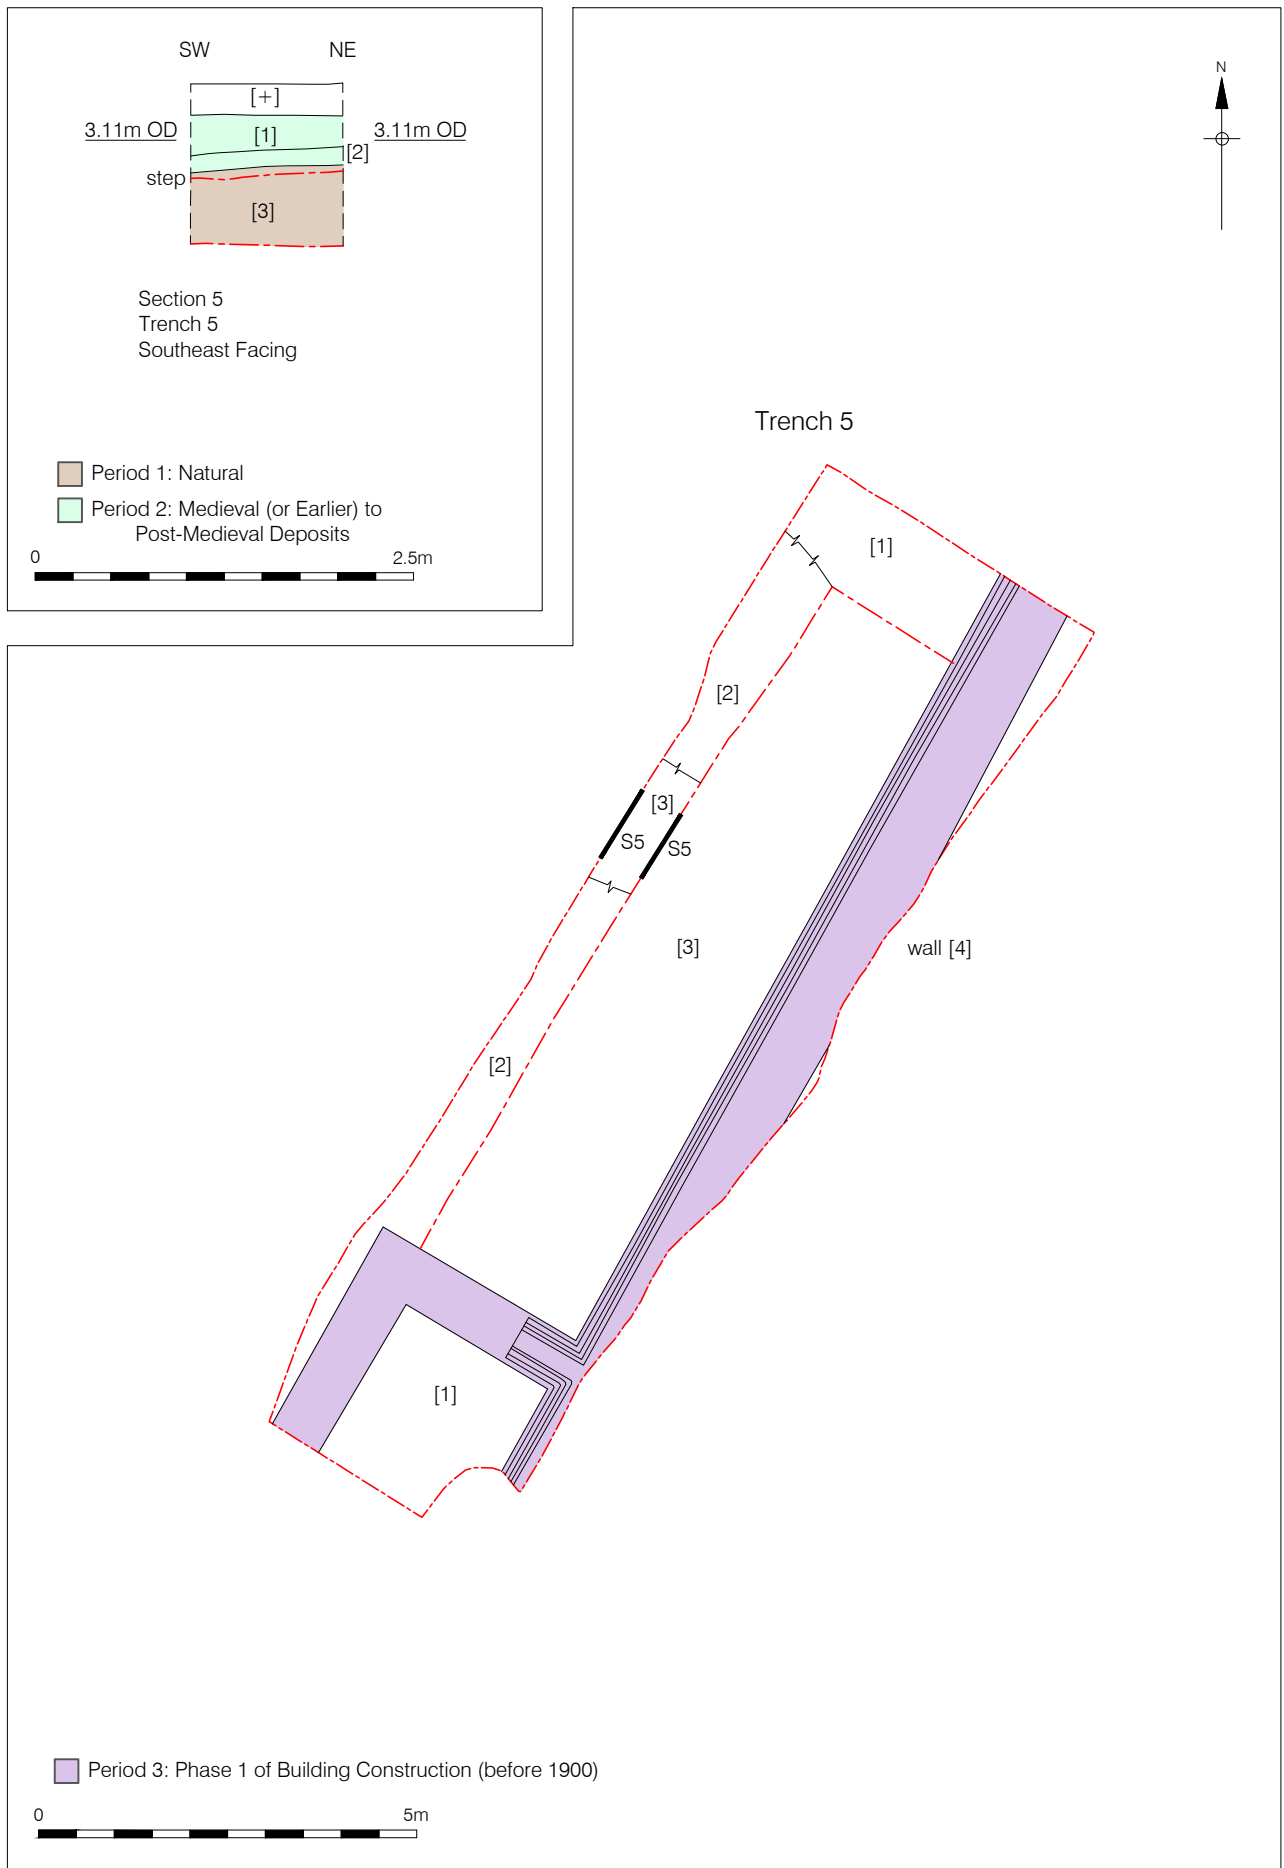 SW NE
[+]
3.11m OD [1] 3.11m OD
[2]
step
[3]
Section 5
Trench 5
Southeast Facing
Period 1: Natural
Period 2: Medieval (or Earlier) to
Post-Medieval Deposits
0 2.5m
N
Trench 5
[1]
[2]
[3]
S5 S5
[3]
wall [4]
[2]
[1]
Period 3: Phase 1 of Building Construction (before 1900)
0 5m